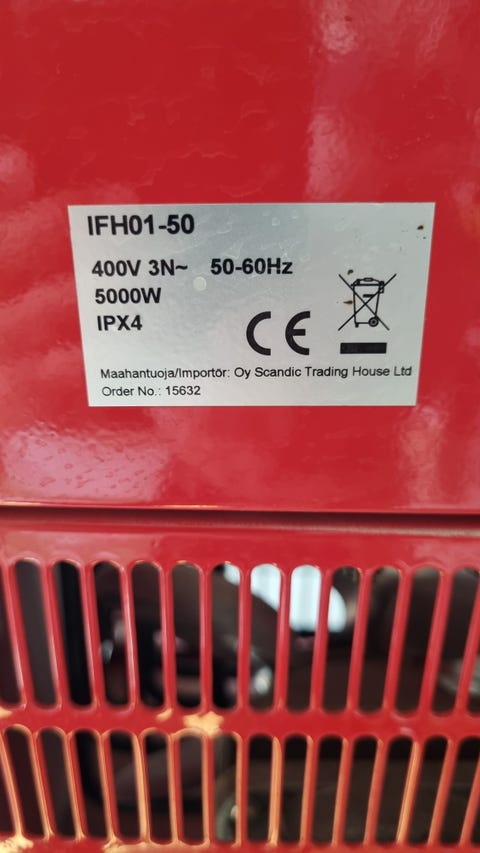 IFH01-50
400V 3N~ 50-60Hz
5000W
IPX4
CE
Maahantuoja/Importör: Oy Scandic Trading House Ltd
Order No.: 15632